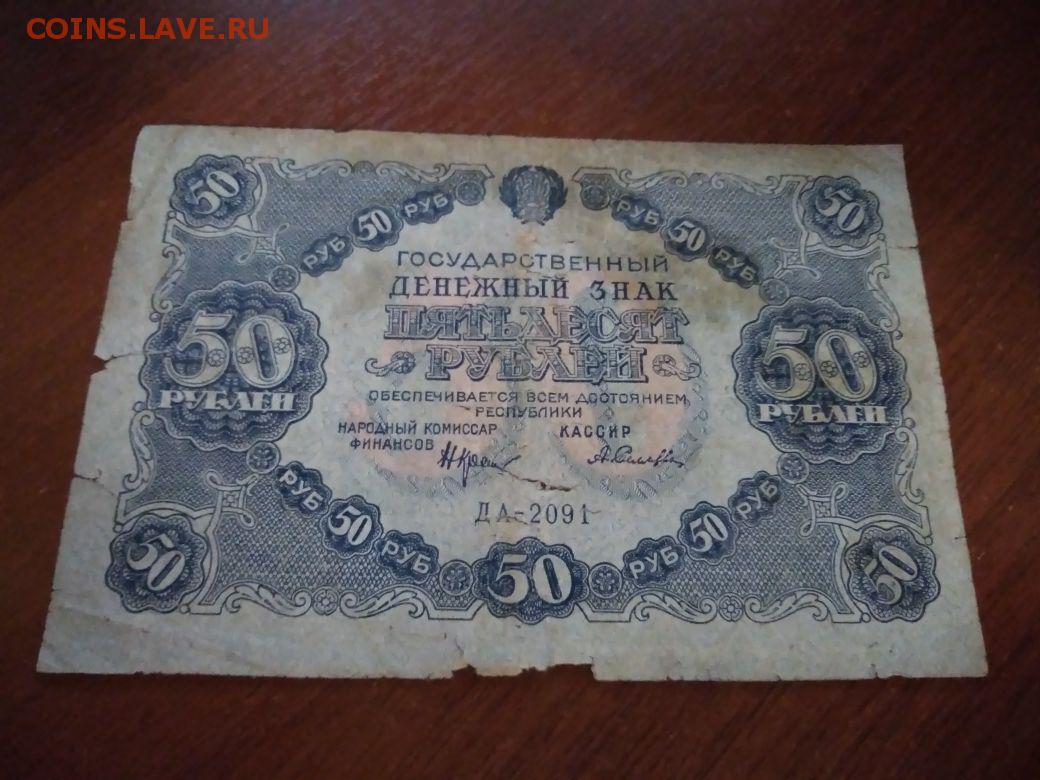 COINS.LAVE.RU
50 50
РУБ 50 РУБ РУБ 50 РУБ
ГОСУДАРСТВЕННЫЙ
ДЕНЕЖНЫЙ ЗНАК
ПЯТЬДЕСЯТ
РУБЛЕЙ
50 50
РУБЛЕЙ РУБЛЕЙ
ОБЕСПЕЧИВАЕТСЯ ВСЕМ ДОСТОЯНИЕМ
РЕСПУБЛИКИ
НАРОДНЫЙ КОМИССАР КАССИР
ФИНАНСОВ
ДА-2091
РУБ 50 РУБ 50 РУБ 50 РУБ
50 50